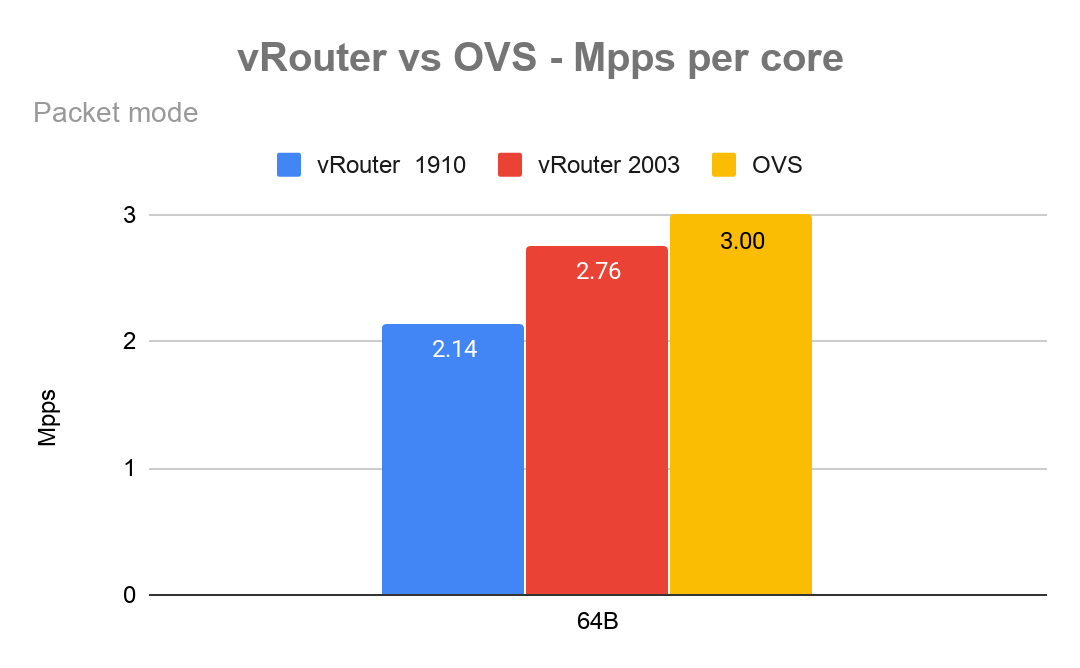 vRouter vs OVS - Mpps per core
Packet mode
vRouter  1910 vRouter 2003 OVS
3
3.00
2.76
2.14
2
Mpps
1
0
64B